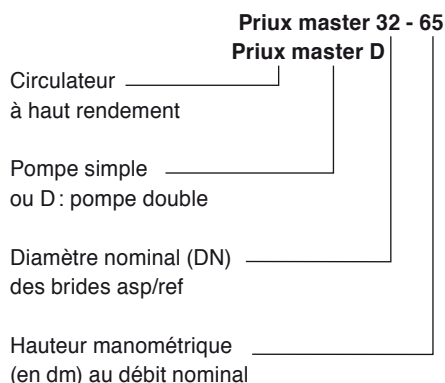 Priux master 32 - 65
Priux master D
Circulateur
à haut rendement
Pompe simple
ou D : pompe double
Diamètre nominal (DN)
des brides asp/ref
Hauteur manométrique
(en dm) au débit nominal